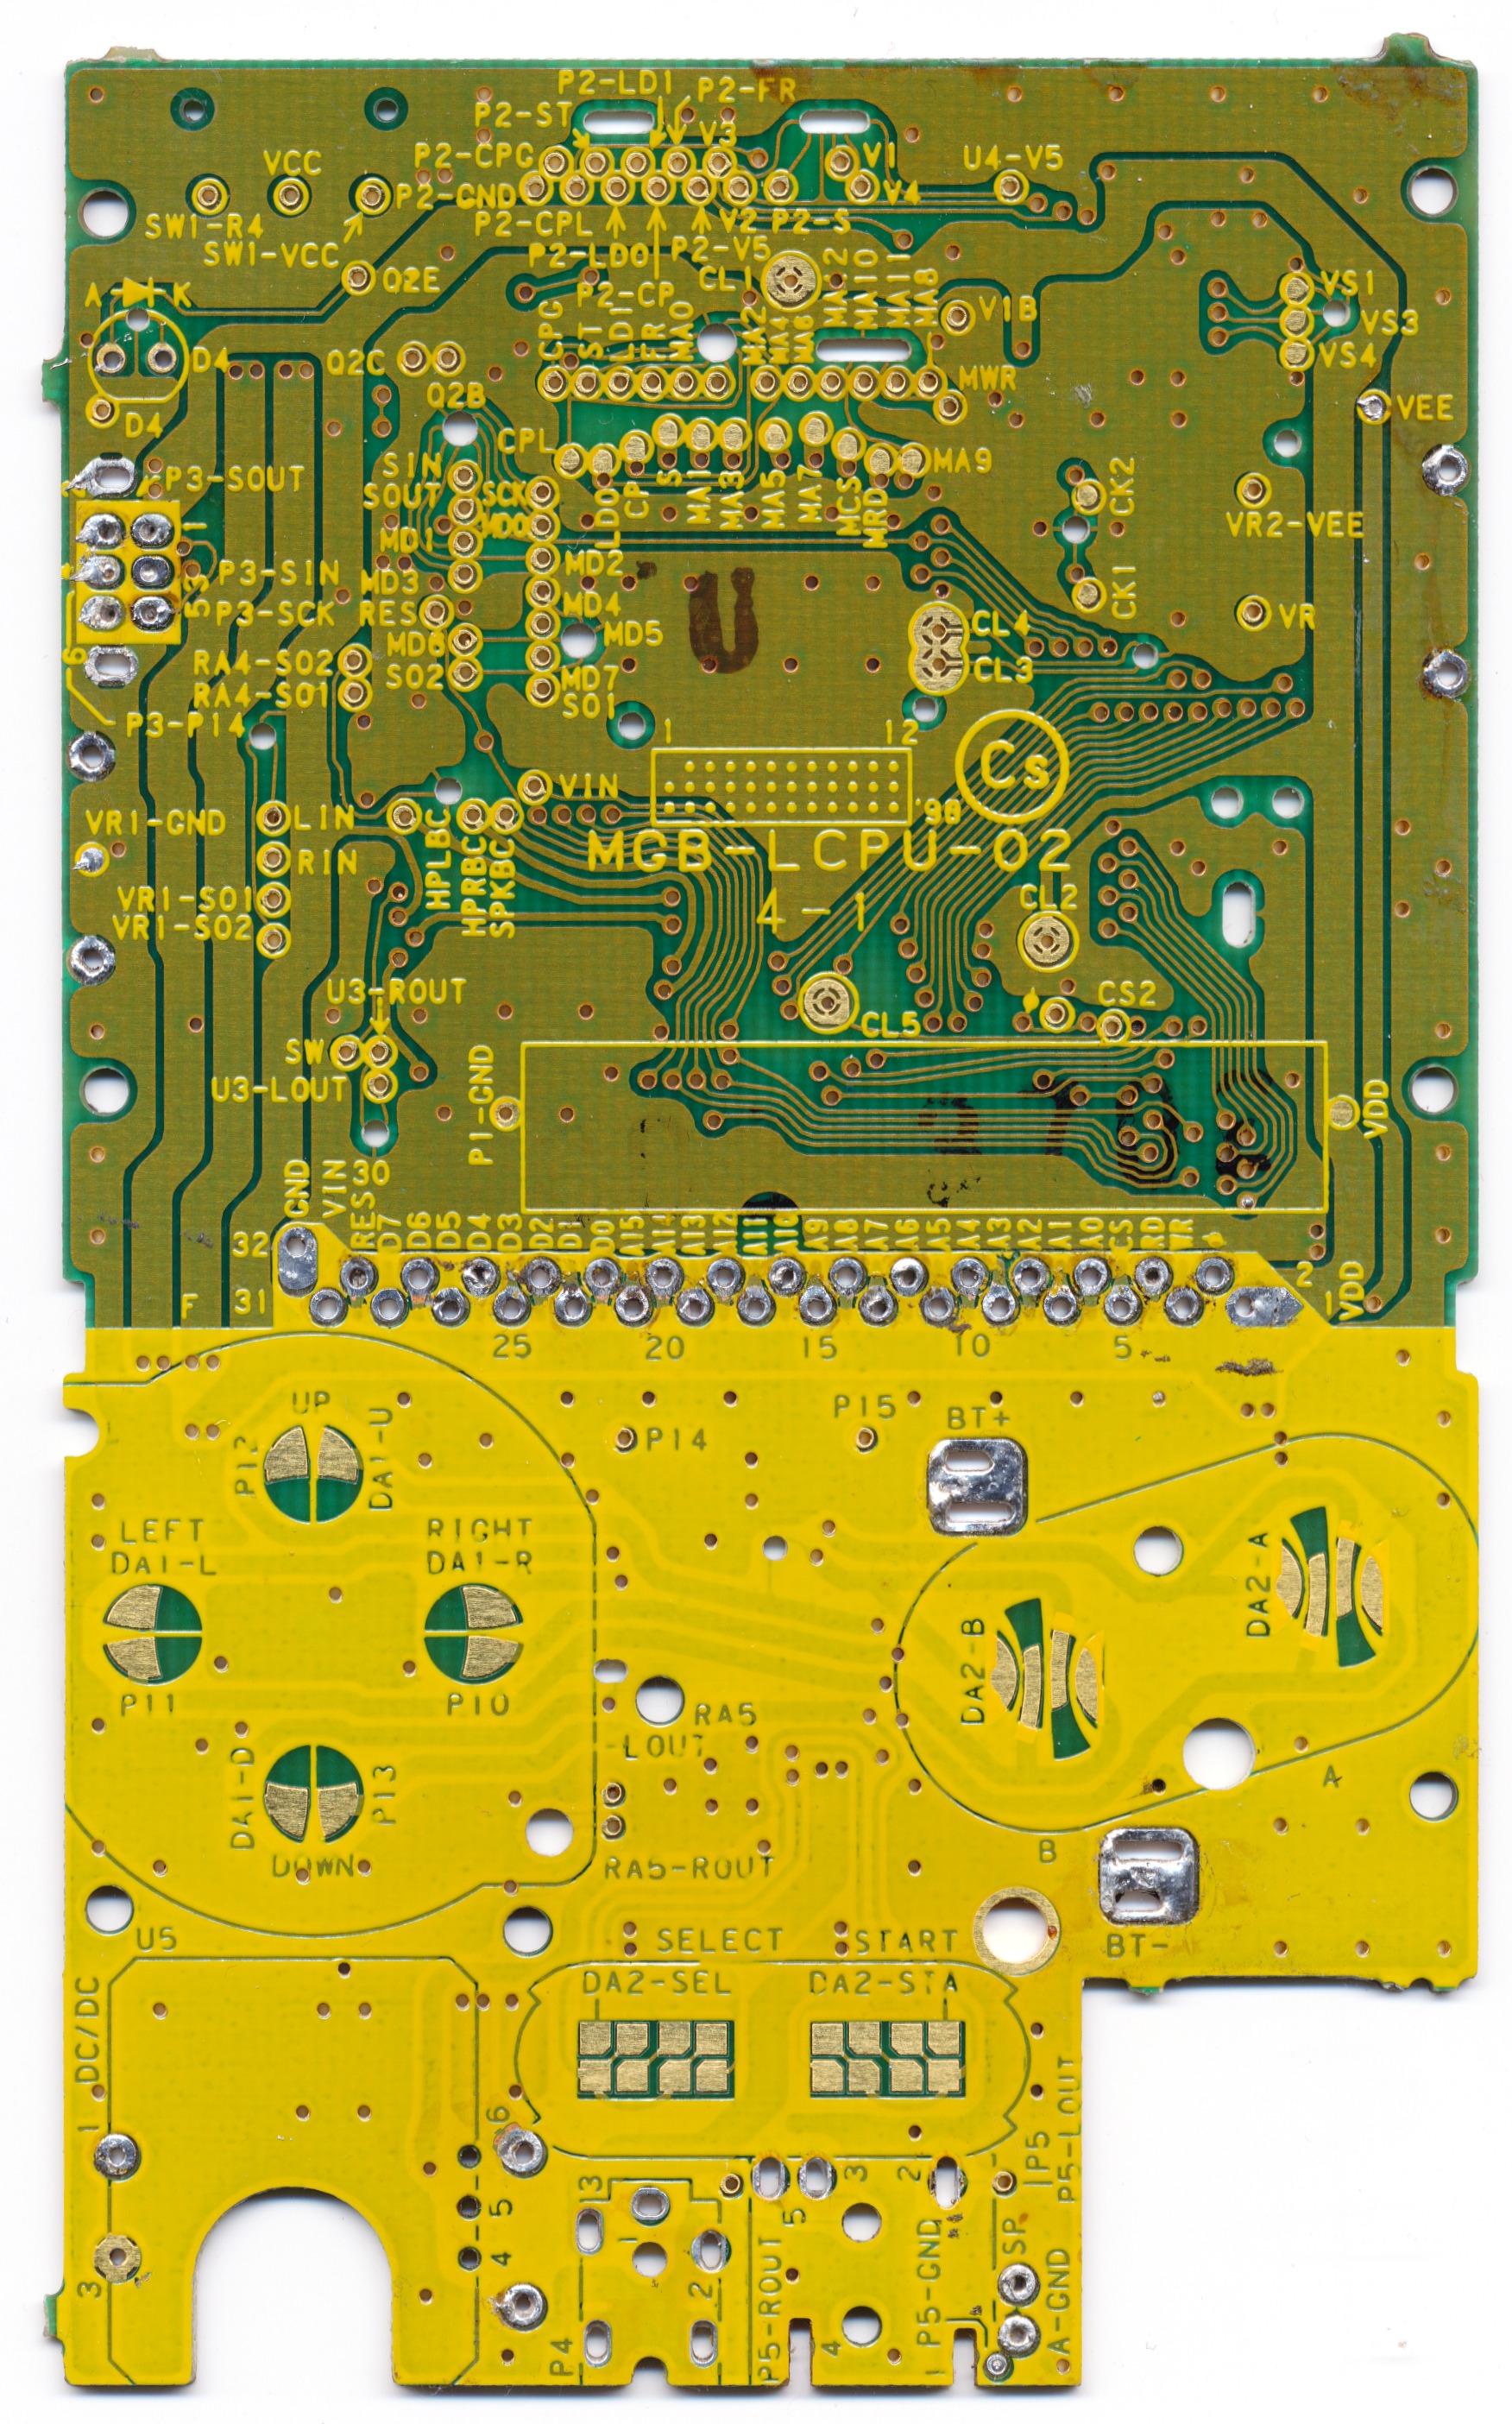 P2-LD1
P2-FR
P2-ST
V3
P2-CPG
V1
U4-V5
VCC
P2-GND
V4
SW1-R4
P2-CPL
V2
P2-S
SW1-VCC
P2-LD0
P2-V5
Q2E
CL1
P2-CP
A
K
CPG
ST
LD1
FR
MA0
MA2
MA4
MA6
MA10
MA11
MA8
V1B
VS1
VS3
VS4
D4
Q2C
MWR
Q2B
D4
VEE
CPL
MA9
SIN
P3-SOUT
SOUT
SCK
LD0
CP
S
MA1
MA3
MA5
MA7
MCS
MRD
CK2
VR2-VEE
1
MD0
MD1
MD2
P3-SIN
MD3
CK1
5
P3-SCK
RES
MD4
VR
CL4
MD5
MD6
6
RA4-SO2
SO2
CL3
MD7
RA4-SO1
SO1
P3-P14
1
12
Cs
VIN
VR1-GND
LIN
'98
MGB-LCPU-02
RIN
HPLBC
HPRBC
SPKBC
4-1
CL2
VR1-SO1
VR1-SO2
U3-ROUT
CS2
CL5
SW
U3-LOUT
P1-GND
VDD
30
GND
VIN
RES
D7
D6
D5
D4
D3
D2
D1
D0
A15
A14
A13
A12
A11
A10
A9
A8
A7
A6
A5
A4
A3
A2
A1
A0
CS
RD
WR
32
2
F
31
1
VDD
25
20
15
10
5
UP
P12
DA1-U
P14
P15
BT+
LEFT
RIGHT
DA1-L
DA1-R
DA2-A
DA2-B
P11
P10
RA5
-LOUT
DA1-D
P13
A
B
DOWN
RA5-ROUT
U5
SELECT
START
BT-
DA2-SEL
DA2-STA
1
DC/DC
6
P5
P5-LOUT
3
5
3
2
5
1
4
SP
3
2
P4
P5-ROUT
4
P5-GND
1
A-GND